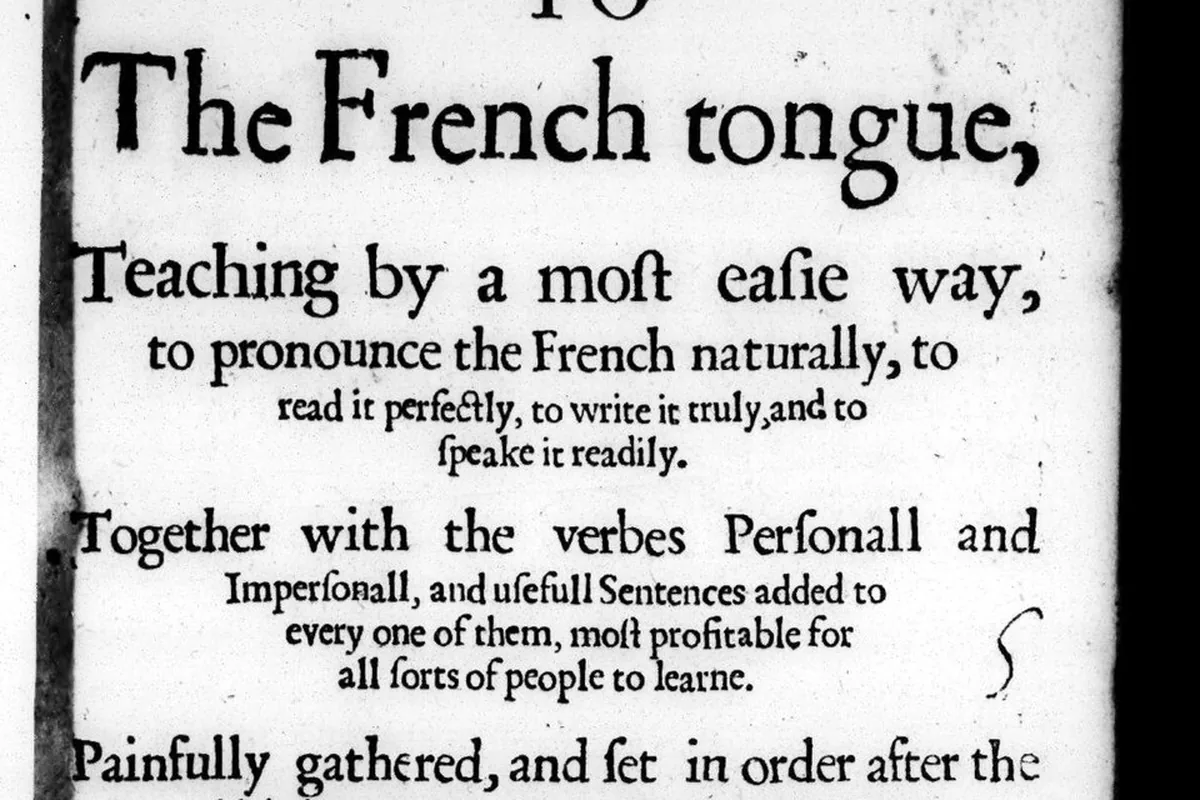 TO
The French tongue,
Teaching by a moſt eaſie way,
to pronounce the French naturally, to
read it perfectly, to write it truly,and to
ſpeake it readily.
Together with the verbes Perſonall and
Imperſonall, and uſefull Sentences added to
every one of them, moſt profitable for
all ſorts of people to learne.
Painfully gathered, and ſet in order after the